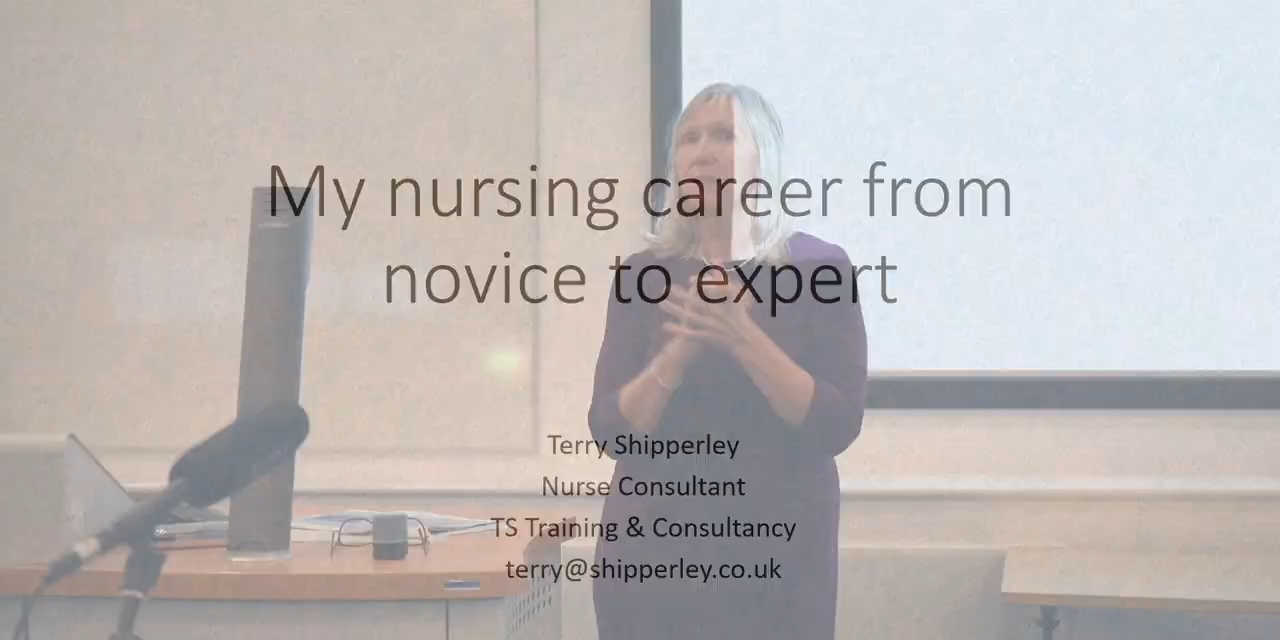 My nursing career from
novice to expert
Terry Shipperley
Nurse Consultant
TS Training & Consultancy
terry@shipperley.co.uk